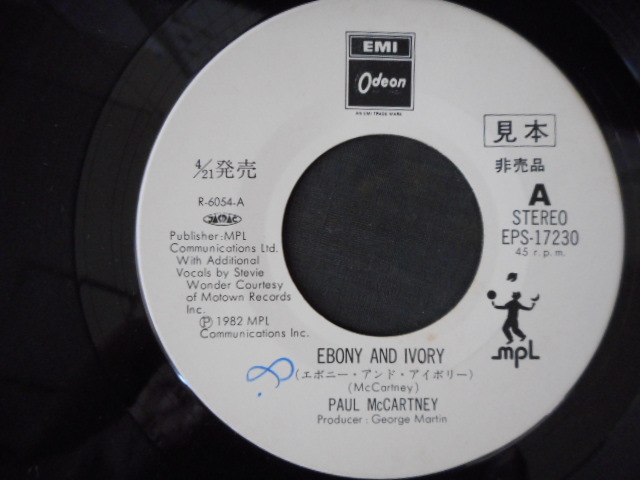 EMI
Odeon
AN EMI TRADE MARK
見本
非売品
A
STEREO
EPS-17230
45 r.p.m.
mpL
4/21発売
R-6054-A
JASRAC
Publisher:MPL
Communications Ltd.
With Additional
Vocals by Stevie
Wonder Courtesy
of Motown Records
Inc.
Ⓟ 1982 MPL
Communications Inc.
EBONY AND IVORY
(エボニー・アンド・アイボリー)
(McCartney)
PAUL McCARTNEY
Producer : George Martin